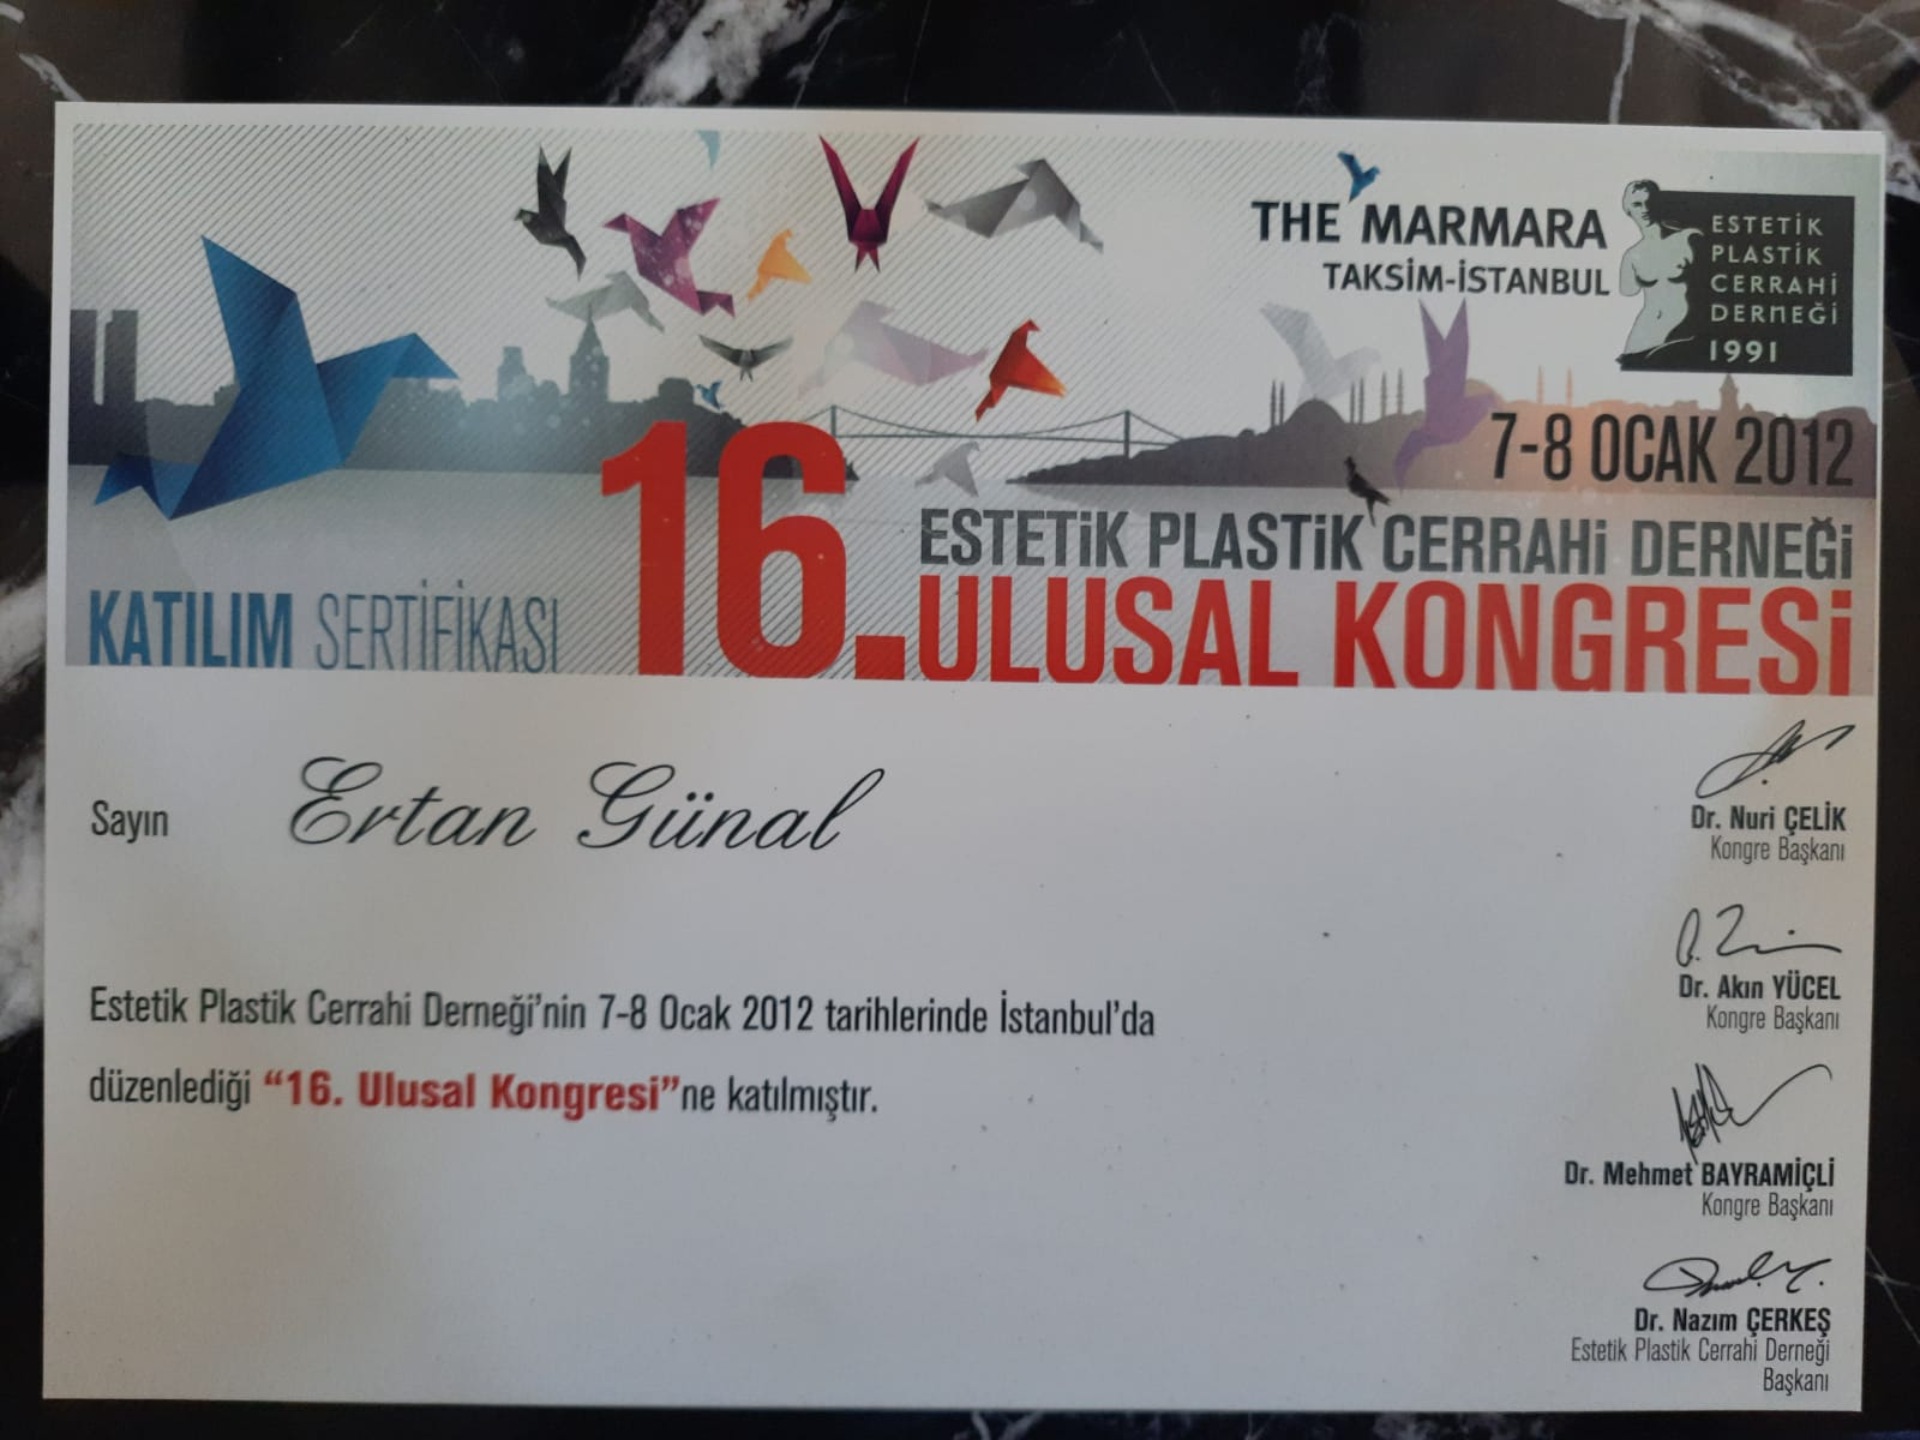 THE MARMARA
TAKSİM-İSTANBUL
ESTETİK
PLASTİK
CERRAHİ
DERNEĞİ
1991
7-8 OCAK 2012
16. ESTETİK PLASTİK CERRAHİ DERNEĞİ
ULUSAL KONGRESİ
KATILIM SERTİFİKASI
Sayın Ertan Günal
Estetik Plastik Cerrahi Derneği'nin 7-8 Ocak 2012 tarihlerinde İstanbul'da
düzenlediği “16. Ulusal Kongresi”ne katılmıştır.
Dr. Nuri ÇELİK
Kongre Başkanı
Dr. Akın YÜCEL
Kongre Başkanı
Dr. Mehmet BAYRAMİÇLİ
Kongre Başkanı
Dr. Nazım ÇERKEŞ
Estetik Plastik Cerrahi Derneği
Başkanı